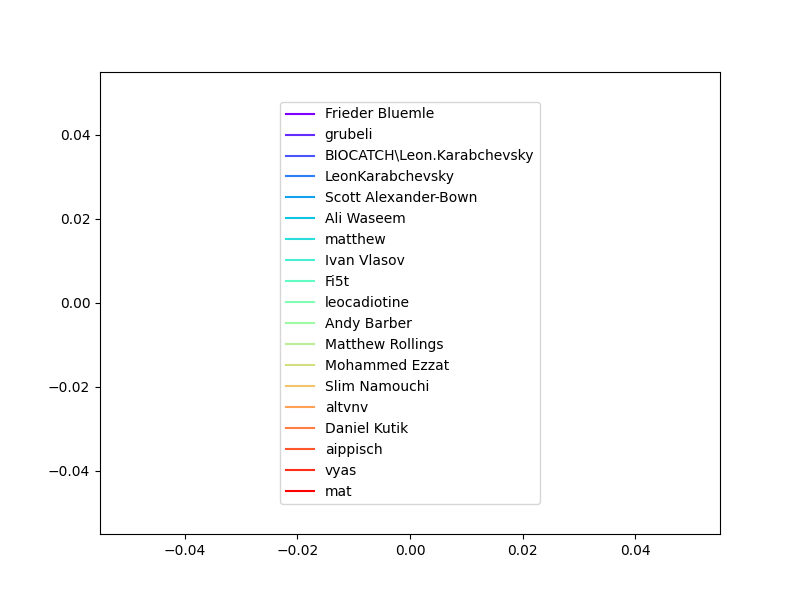 Frieder Bluemle
grubeli
BIOCATCH\Leon.Karabchevsky
LeonKarabchevsky
Scott Alexander-Bown
Ali Waseem
matthew
Ivan Vlasov
Fi5t
leocadiotine
Andy Barber
Matthew Rollings
Mohammed Ezzat
Slim Namouchi
altvnv
Daniel Kutik
aippisch
vyas
mat
0.04
0.02
0.00
−0.02
−0.04
−0.04 −0.02 0.00 0.02 0.04